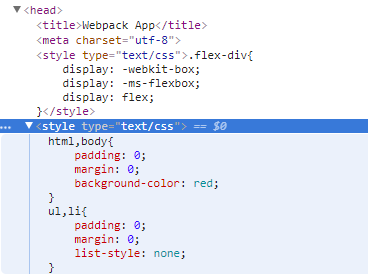 ▼<head>
<title>Webpack App</title>
<meta charset="utf-8">
<style type="text/css">.flex-div{
display: -webkit-box;
display: -ms-flexbox;
display: flex;
}</style>
… ▼<style type="text/css"> == $0
html,body{
padding: 0;
margin: 0;
background-color: red;
}
ul,li{
padding: 0;
margin: 0;
list-style: none;
}